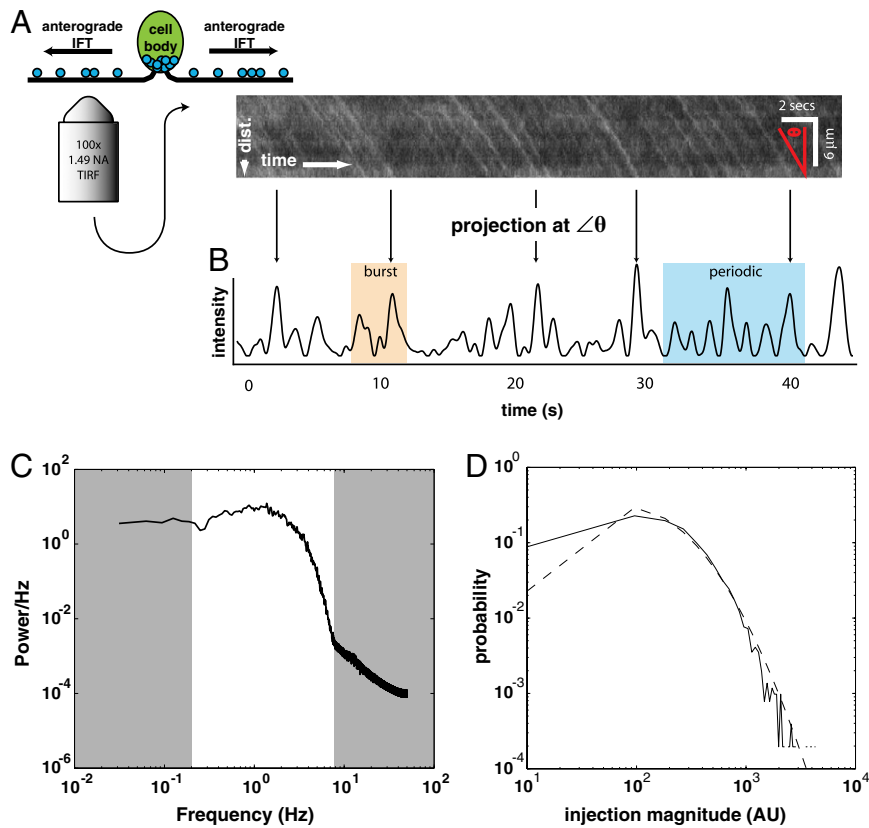 A
anterograde
IFT
cell
body
anterograde
IFT
100x
1.49 NA
TIRF
dist.
time
2 secs
θ
6 µm
projection at ∠θ
B
burst
periodic
intensity
0
10
20
30
40
time (s)
C
10^2
10^0
10^-2
10^-4
10^-6
Power/Hz
10^-2
10^-1
10^0
10^1
10^2
Frequency (Hz)
D
10^0
10^-1
10^-2
10^-3
10^-4
probability
10^1
10^2
10^3
10^4
injection magnitude (AU)